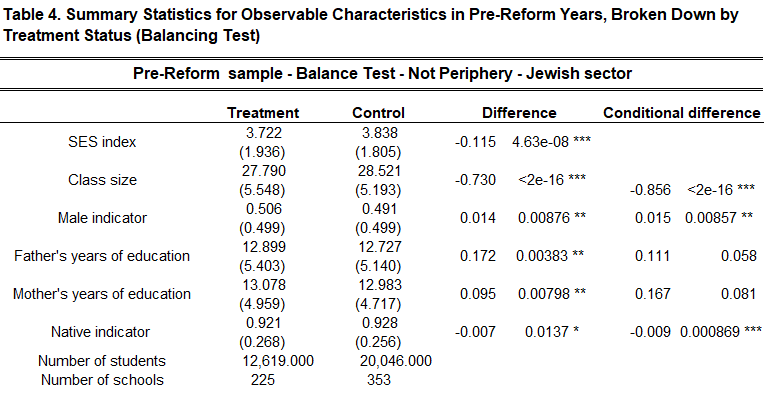 Table 4. Summary Statistics for Observable Characteristics in Pre-Reform Years, Broken Down by
Treatment Status (Balancing Test)
Pre-Reform sample - Balance Test - Not Periphery - Jewish sector
Treatment Control Difference Conditional difference
SES index 3.722 3.838 -0.115 4.63e-08 ***
(1.936) (1.805)
Class size 27.790 28.521 -0.730 <2e-16 *** -0.856 <2e-16 ***
(5.548) (5.193)
Male indicator 0.506 0.491 0.014 0.00876 ** 0.015 0.00857 **
(0.499) (0.499)
Father's years of education 12.899 12.727 0.172 0.00383 ** 0.111 0.058
(5.403) (5.140)
Mother's years of education 13.078 12.983 0.095 0.00798 ** 0.167 0.081
(4.959) (4.717)
Native indicator 0.921 0.928 -0.007 0.0137 * -0.009 0.000869 ***
(0.268) (0.256)
Number of students 12,619.000 20,046.000
Number of schools 225 353